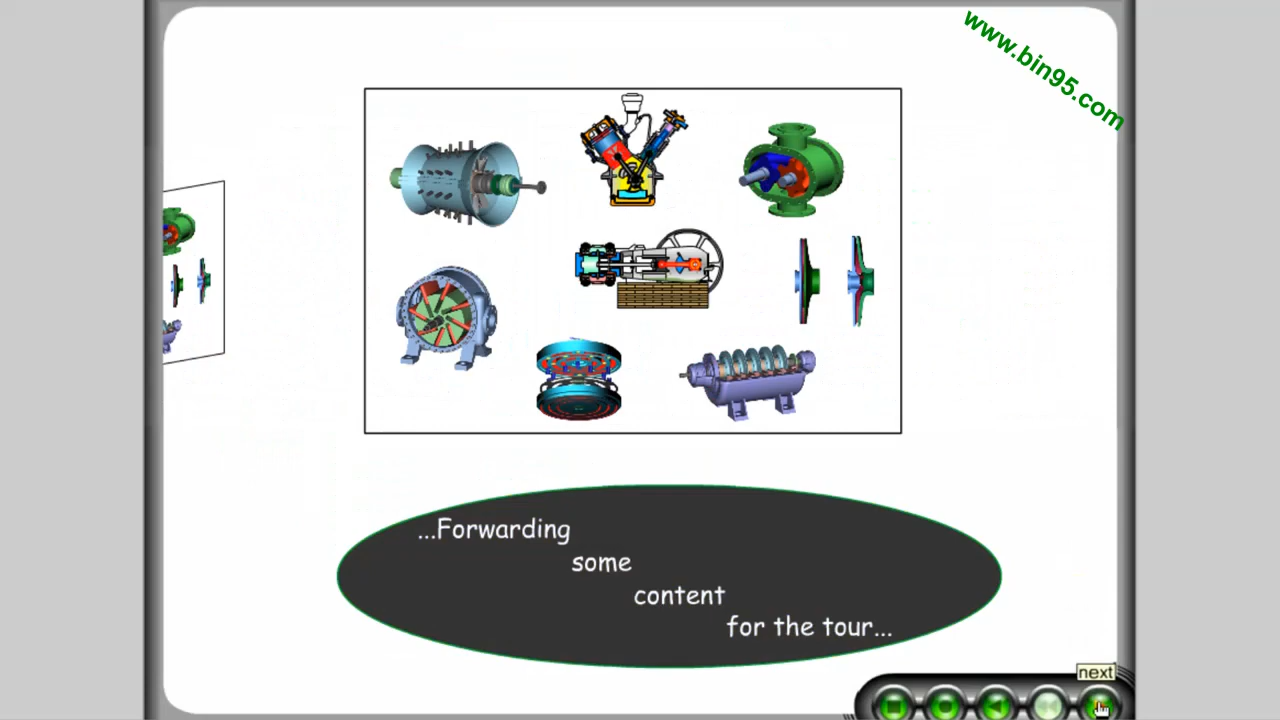 www.bin95.com
...Forwarding
some
content
for the tour...
next